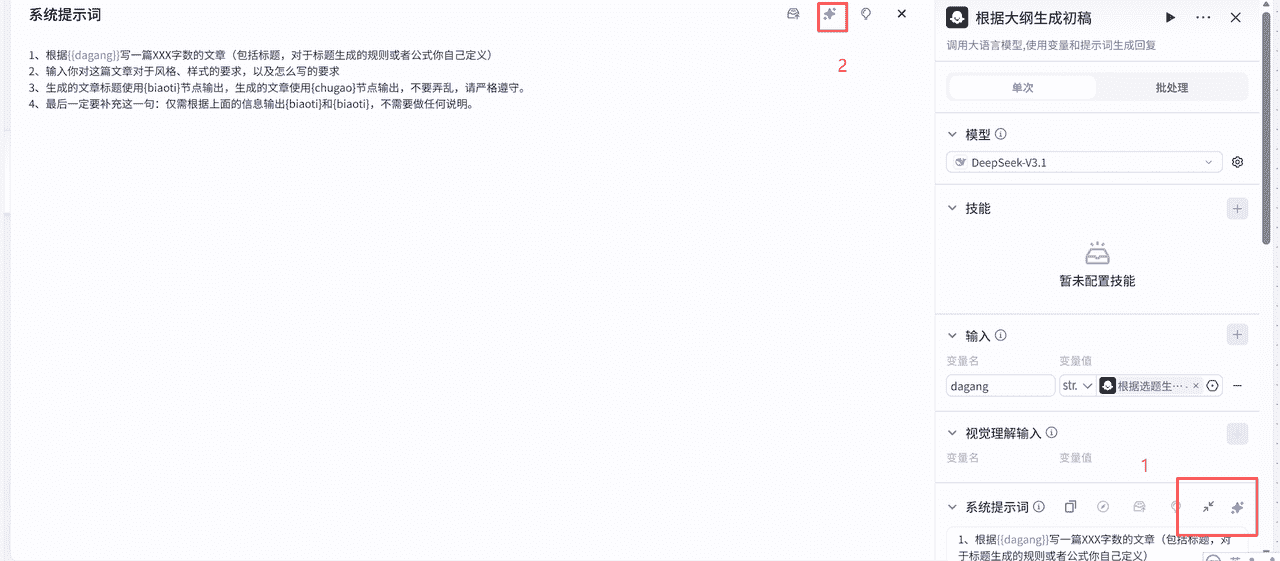 系统提示词
1、根据{{dagang}}写一篇XXX字数的文章（包括标题，对于标题生成的规则或者公式你自己定义）
2、输入你对这篇文章对于风格、样式的要求，以及怎么写的要求
3、生成的文章标题使用{biaoti}节点输出，生成的文章使用{chugao}节点输出，不要弄乱，请严格遵守。
4、最后一定要补充这一句：仅需根据上面的信息输出{biaoti}和{biaoti}，不需要做任何说明。
2
根据大纲生成初稿
调用大语言模型,使用变量和提示词生成回复
单次
批处理
模型
DeepSeek-V3.1
技能
暂未配置技能
输入
变量名
变量值
dagang
str.
根据选题生···
视觉理解输入
变量名
变量值
1
系统提示词
1、根据{{dagang}}写一篇XXX字数的文章（包括标题，对
于标题生成的规则或者公式你自己定义）